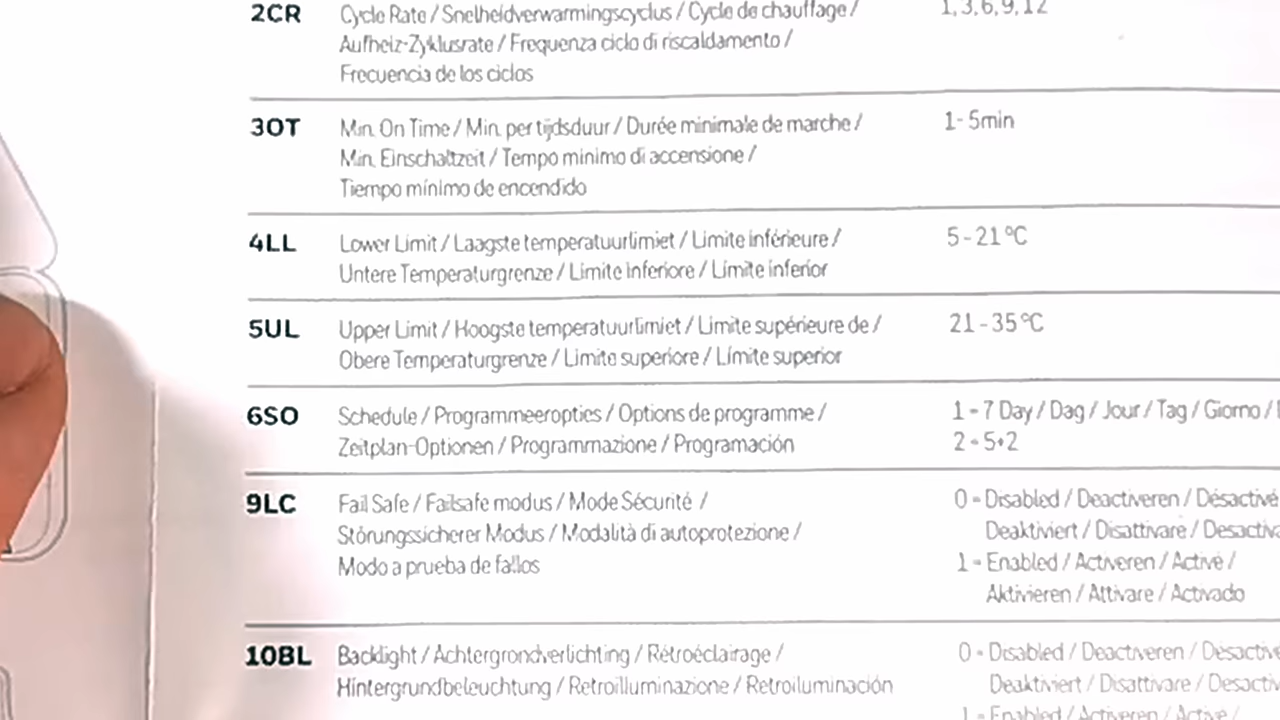 2CR Cycle Rate / Snelheidverwarmingscyclus / Cycle de chauffage / 1, 3, 6, 9, 12
Aufheiz-Zyklusrate / Frequenza ciclo di riscaldamento /
Frecuencia de los ciclos
3OT Min. On Time / Min. per tijdsduur / Durée minimale de marche / 1- 5min
Min. Einschaltzeit / Tempo minimo di accensione /
Tiempo mínimo de encendido
4LL Lower Limit / Laagste temperatuurlimiet / Limite inférieure / 5 - 21 °C
Untere Temperaturgrenze / Limite Inferiore / Límite inferior
5UL Upper Limit / Hoogste temperatuurlimiet / Limite supérieure de / 21 - 35 °C
Obere Temperaturgrenze / Limite superiore / Límite superior
6SO Schedule / Programmeeropties / Options de programme / 1 = 7 Day / Dag / Jour / Tag / Giorno /
Zeitplan-Optionen / Programmazione / Programación 2 = 5+2
9LC Fail Safe / Failsafe modus / Mode Sécurité / 0 = Disabled / Deactiveren / Désactivé
Störungssicherer Modus / Modalità di autoprotezione / Deaktiviert / Disattivare /
Modo a prueba de fallos 1 = Enabled / Activeren / Activé /
Aktivieren / Attivare / Activado
10BL Backlight / Achtergrondverlichting / Rétroéclairage / 0 = Disabled / Deactiveren /
Hintergrundbeleuchtung / Retroilluminazione / Retroiluminación Deaktiviert / Disattivare /
1 = Enabled / Activeren / Activé /